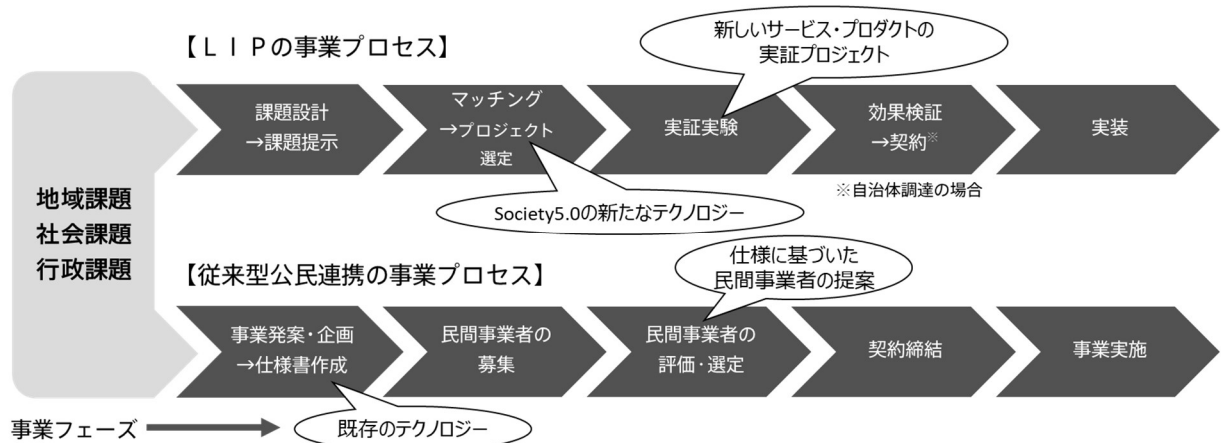 【ＬＩＰの事業プロセス】
新しいサービス・プロダクトの
実証プロジェクト
課題設計
→課題提示
マッチング
→プロジェクト
選定
実証実験
効果検証
→契約※
実装
※自治体調達の場合
Society5.0の新たなテクノロジー
地域課題
社会課題
行政課題
【従来型公民連携の事業プロセス】
仕様に基づいた
民間事業者の提案
事業発案・企画
→仕様書作成
民間事業者の
募集
民間事業者の
評価・選定
契約締結
事業実施
既存のテクノロジー
事業フェーズ